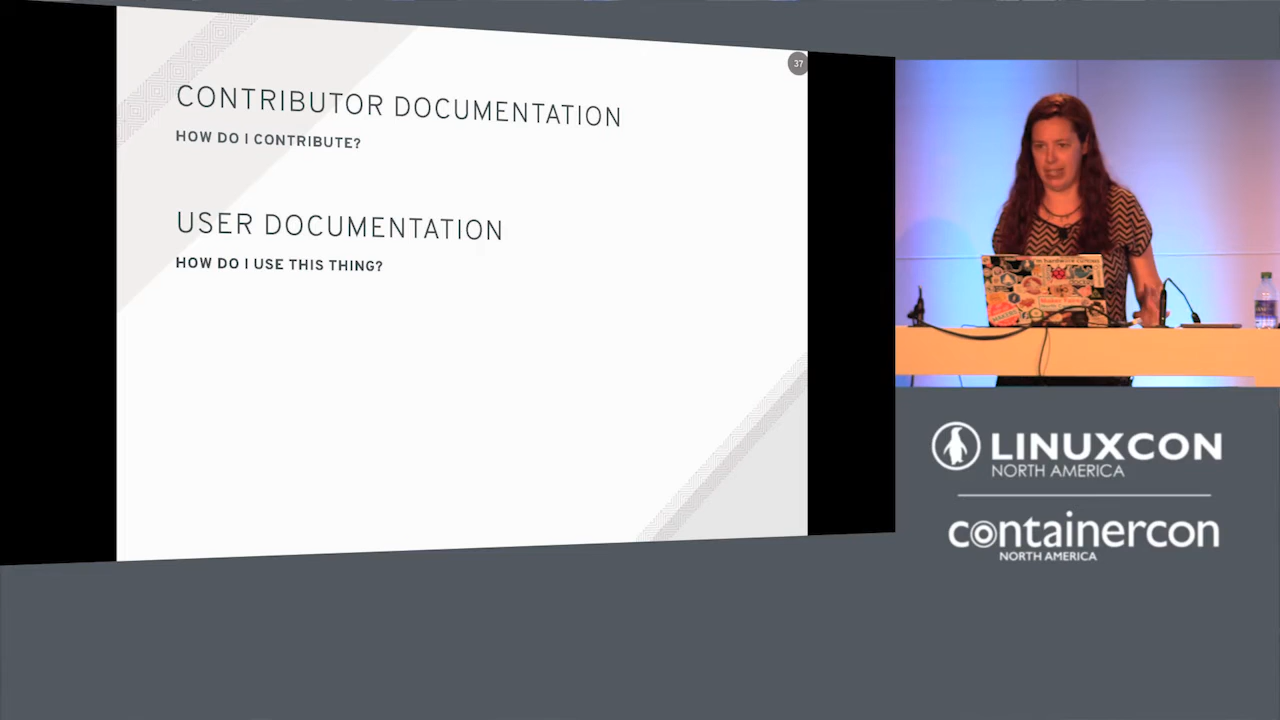 37
CONTRIBUTOR DOCUMENTATION
HOW DO I CONTRIBUTE?
USER DOCUMENTATION
HOW DO I USE THIS THING?
LINUXCON
NORTH AMERICA
containercon
NORTH AMERICA